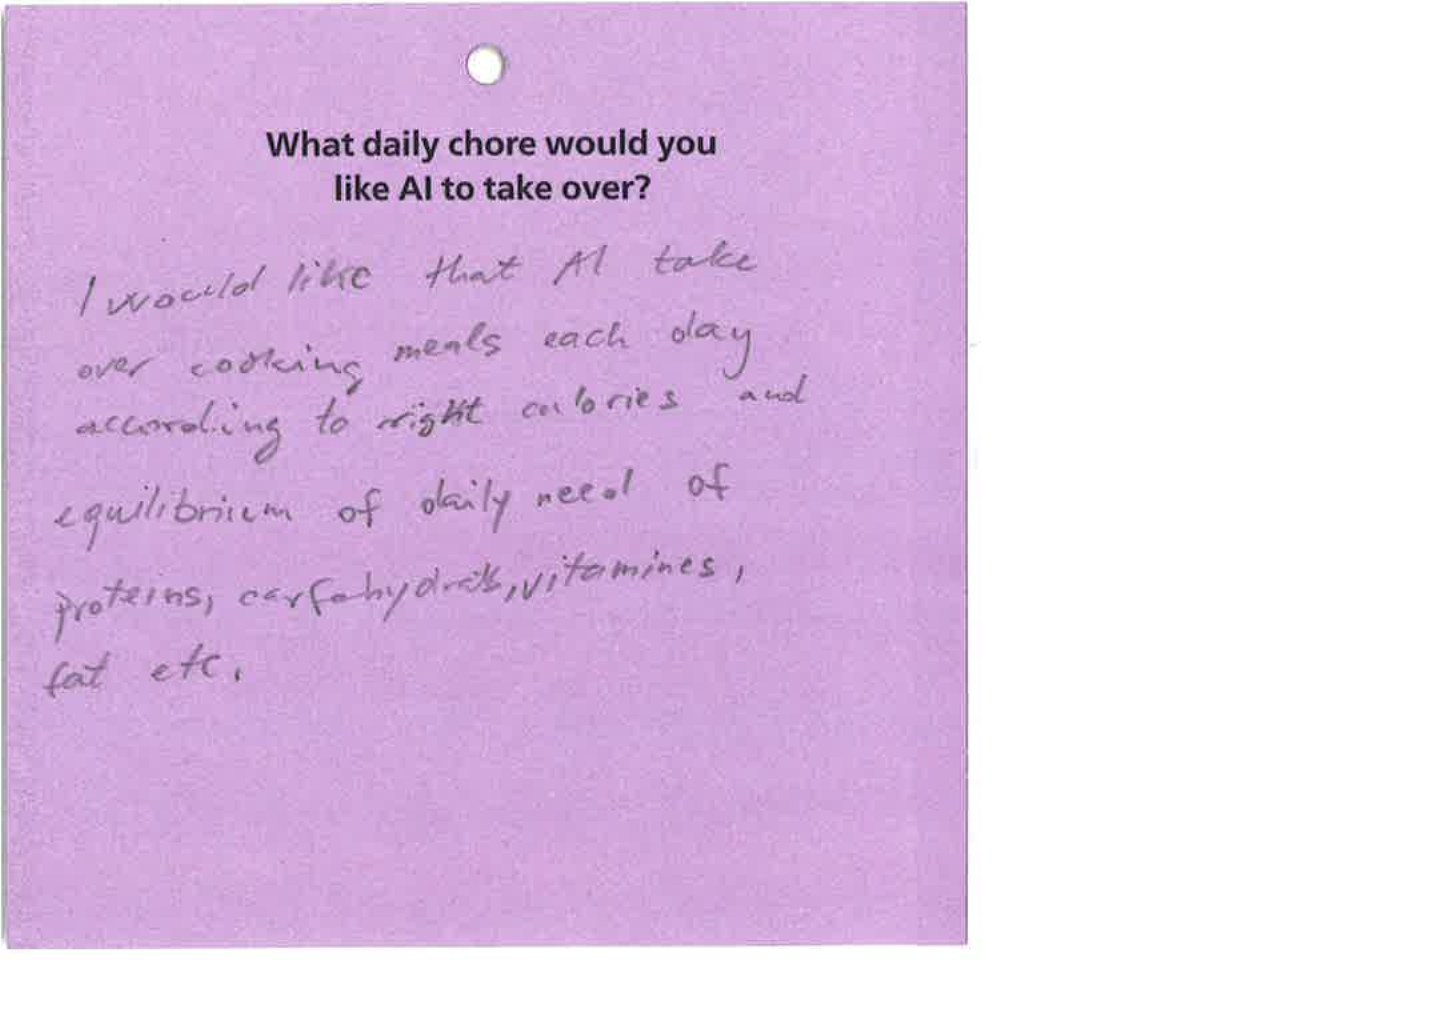 What daily chore would you
like AI to take over?
I would like that AI take
over cooking meals each day
according to right calories and
equilibrium of daily need of
proteins, carfohydrats, vitamines,
fat etc.